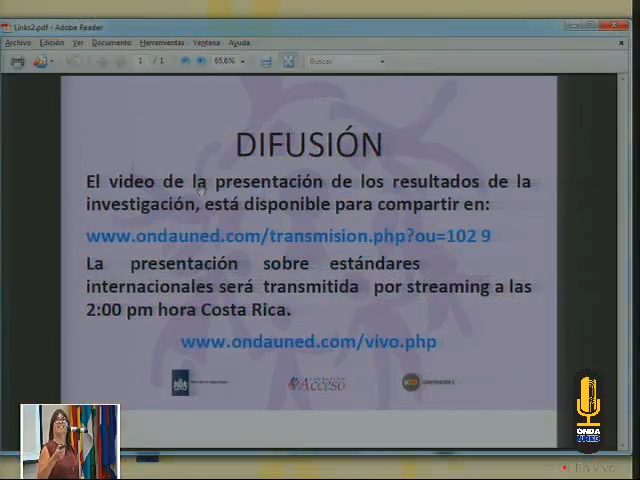 Links2.pdf - Adobe Reader
Archivo Edición Ver Documento Herramientas Ventana Ayuda
1 / 1 65,6% Buscar
DIFUSIÓN
El video de la presentación de los resultados de la
investigación, está disponible para compartir en:
www.ondauned.com/transmision.php?ou=102 9
La presentación sobre estándares
internacionales será transmitida por streaming a las
2:00 pm hora Costa Rica.
www.ondauned.com/vivo.php
FUNDACIÓN
Acceso
ONDA
UNED
En vivo